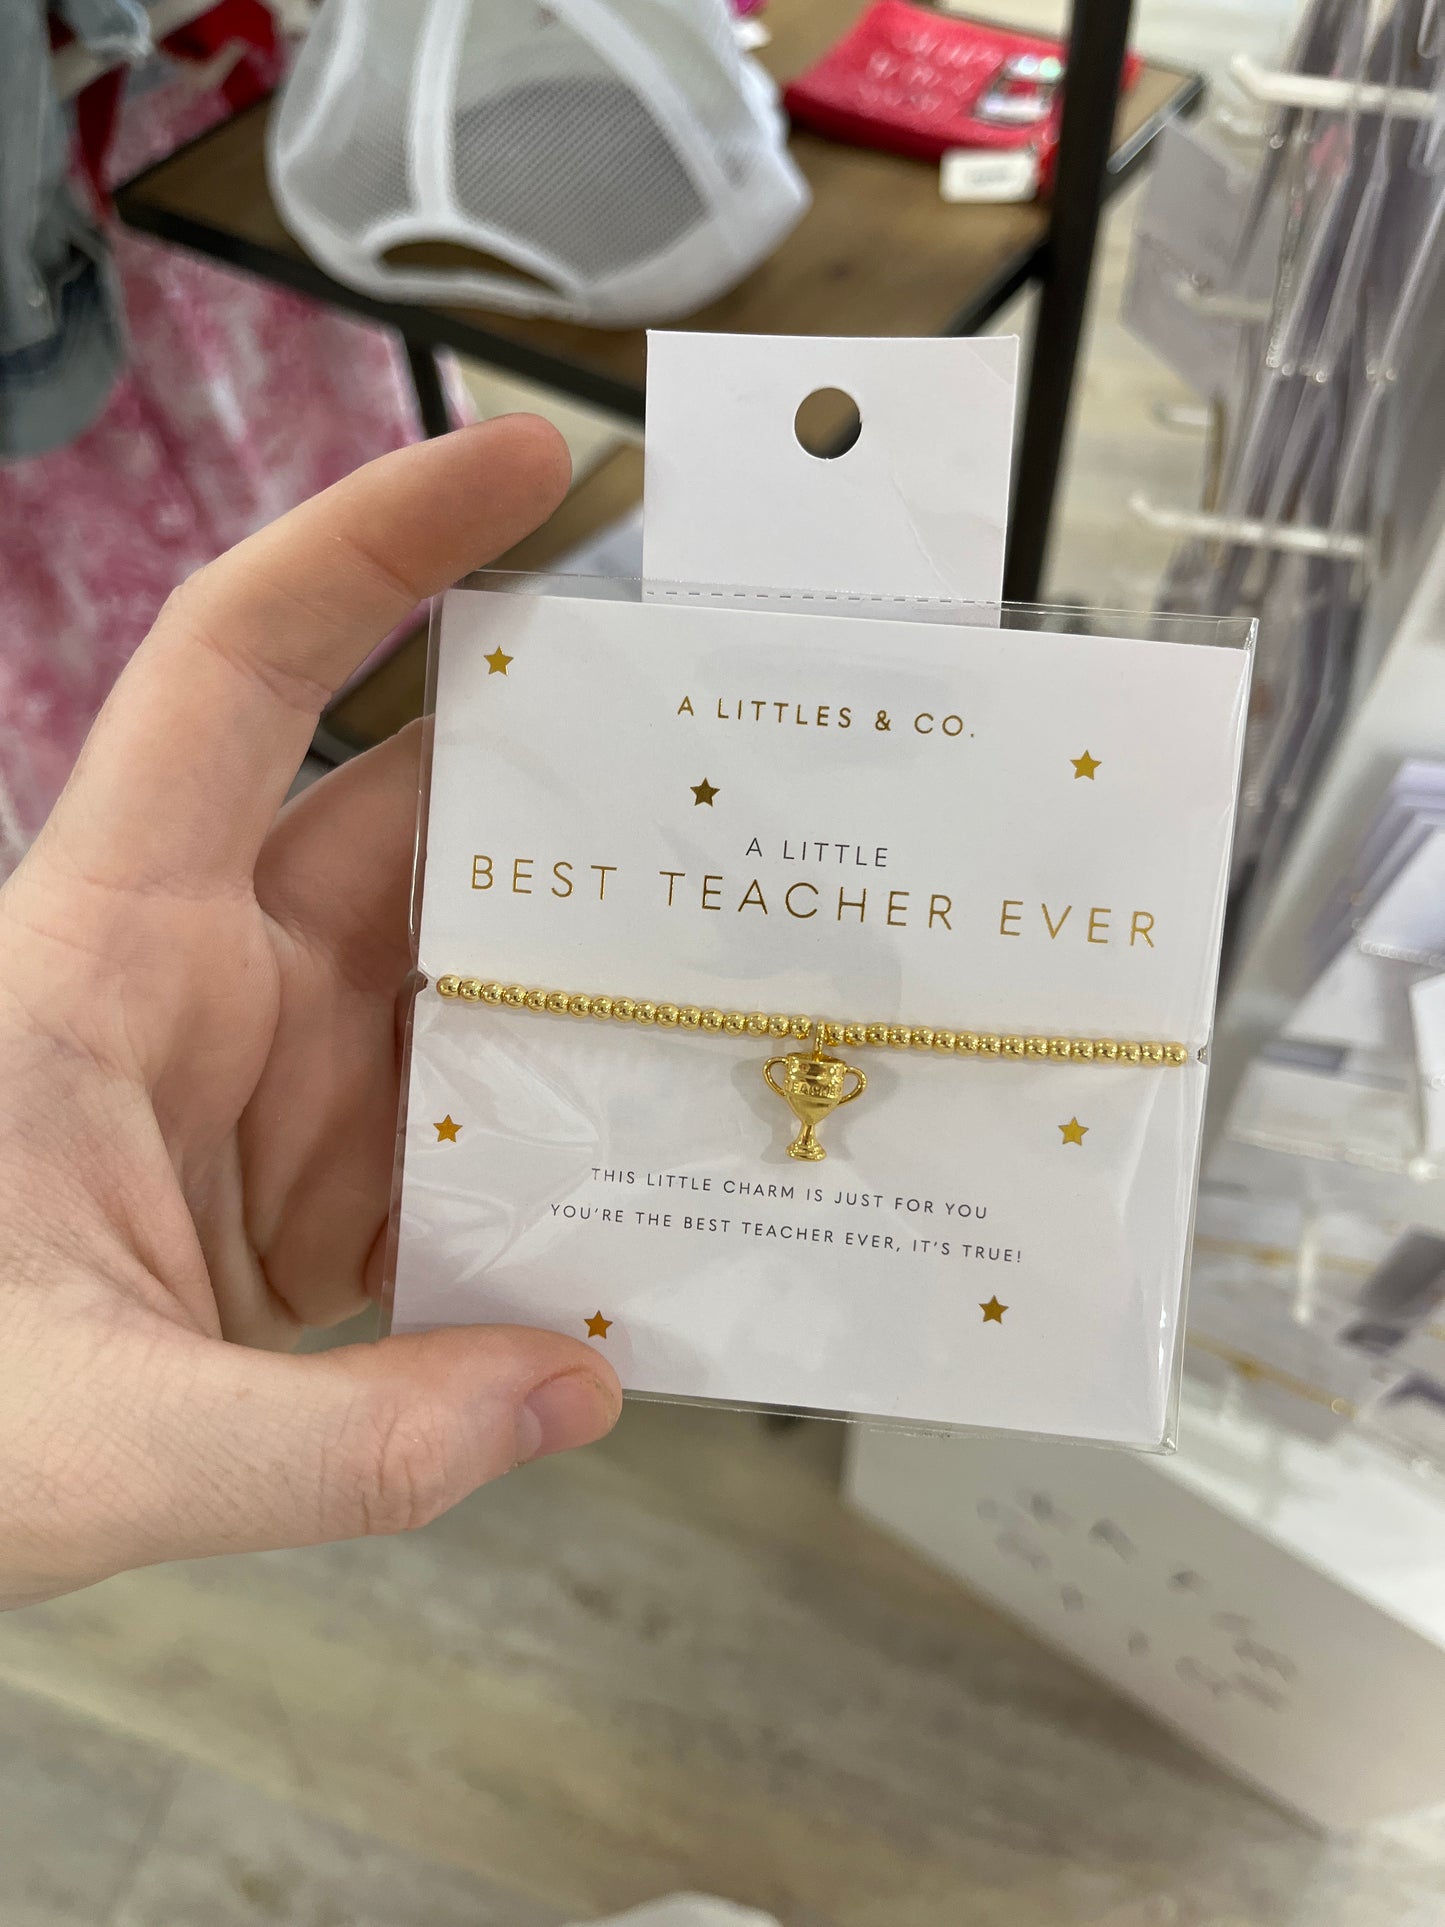 A LITTLES & CO.
A LITTLE
BEST TEACHER EVER
THIS LITTLE CHARM IS JUST FOR YOU
YOU'RE THE BEST TEACHER EVER, IT'S TRUE!